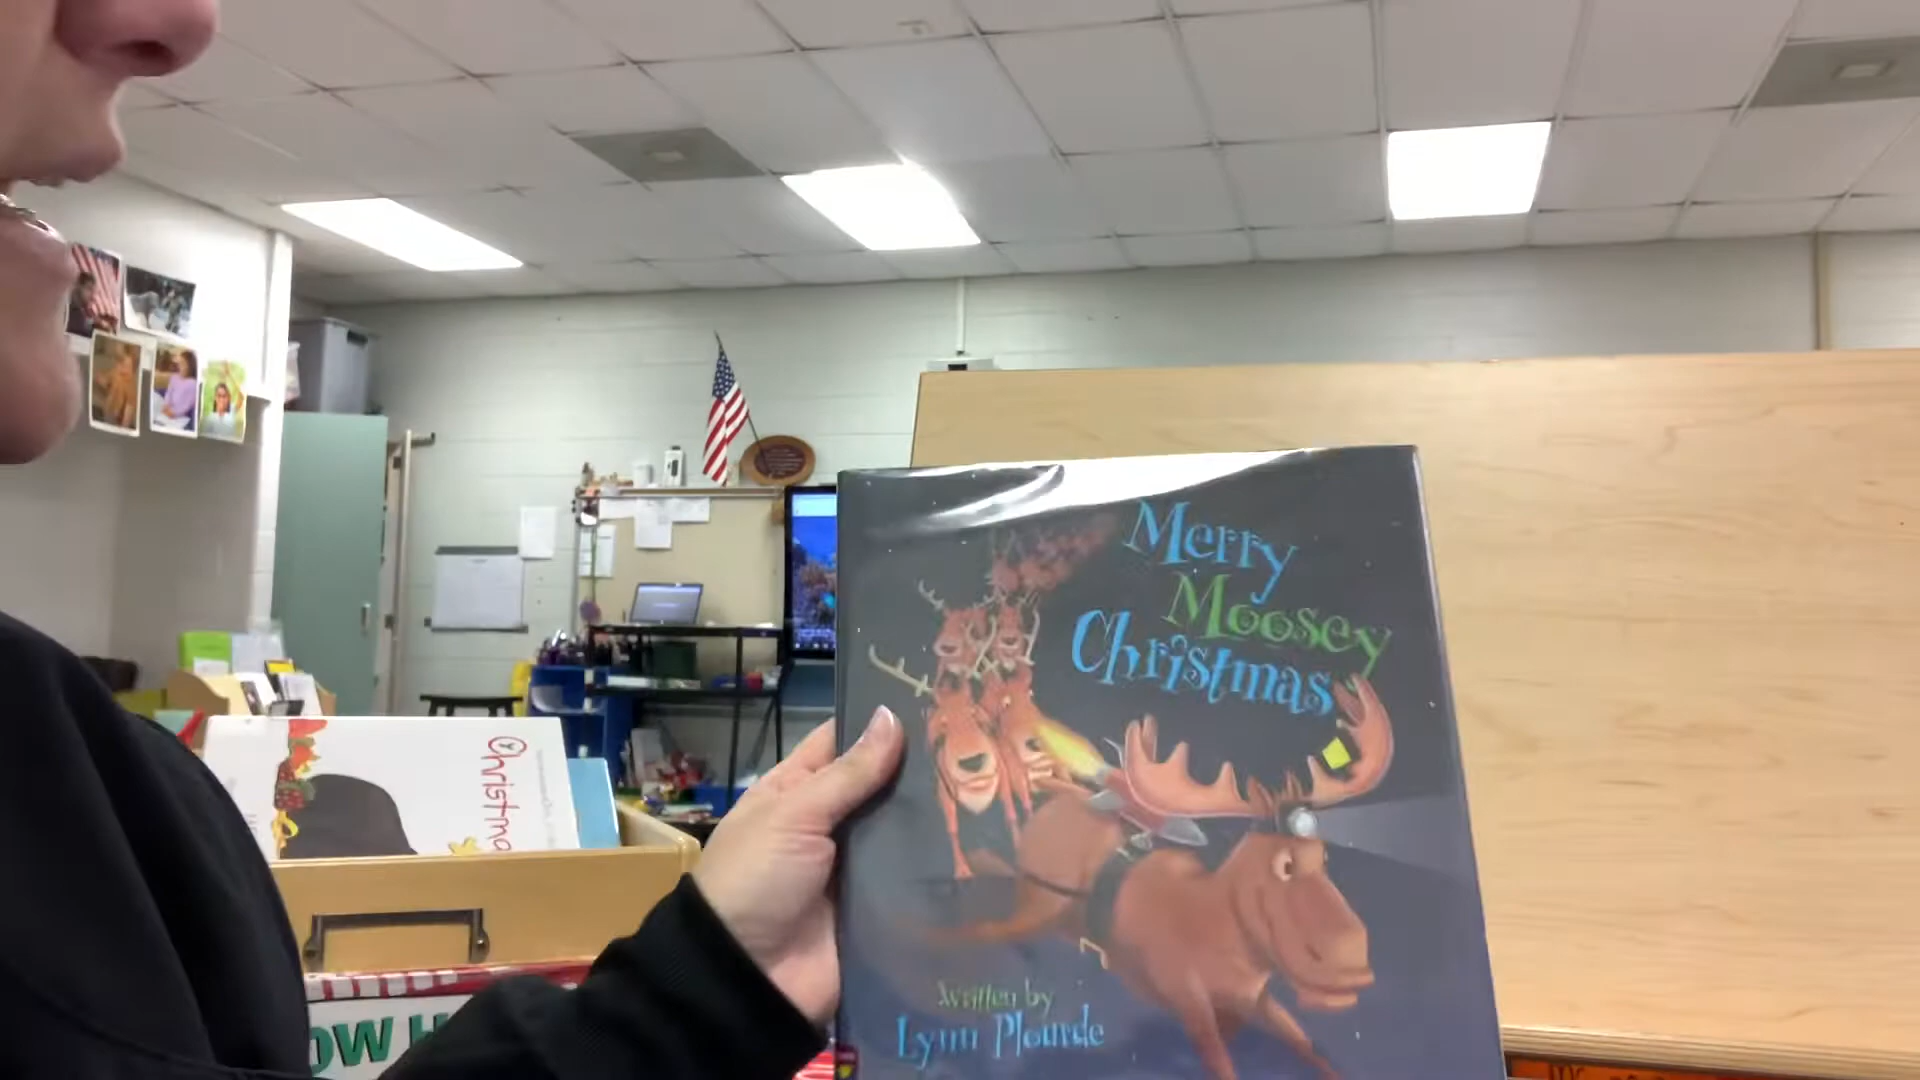 Merry
Moosey
Christmas
written by
Lynn Plourde
Christma
OW H